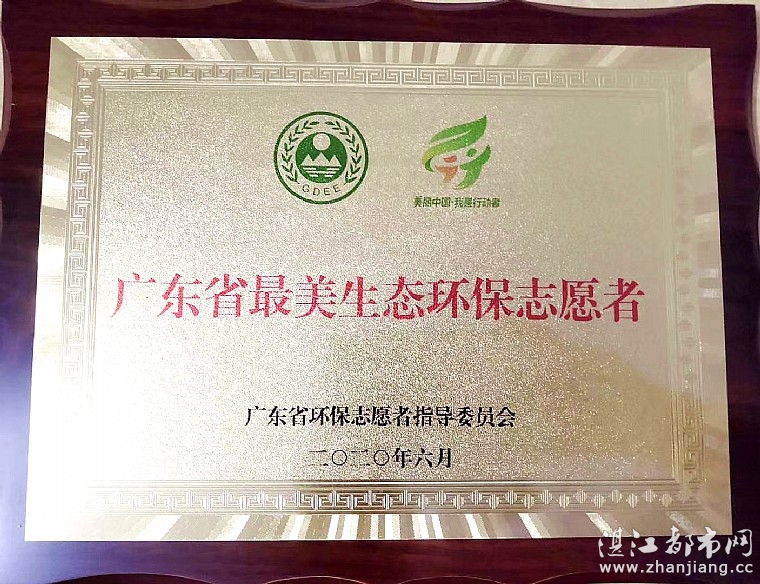 GDEE
美丽中国·我是行动者
广东省最美生态环保志愿者
广东省环保志愿者指导委员会
二〇二〇年六月
湛江都市网
www.zhanjiang.cc